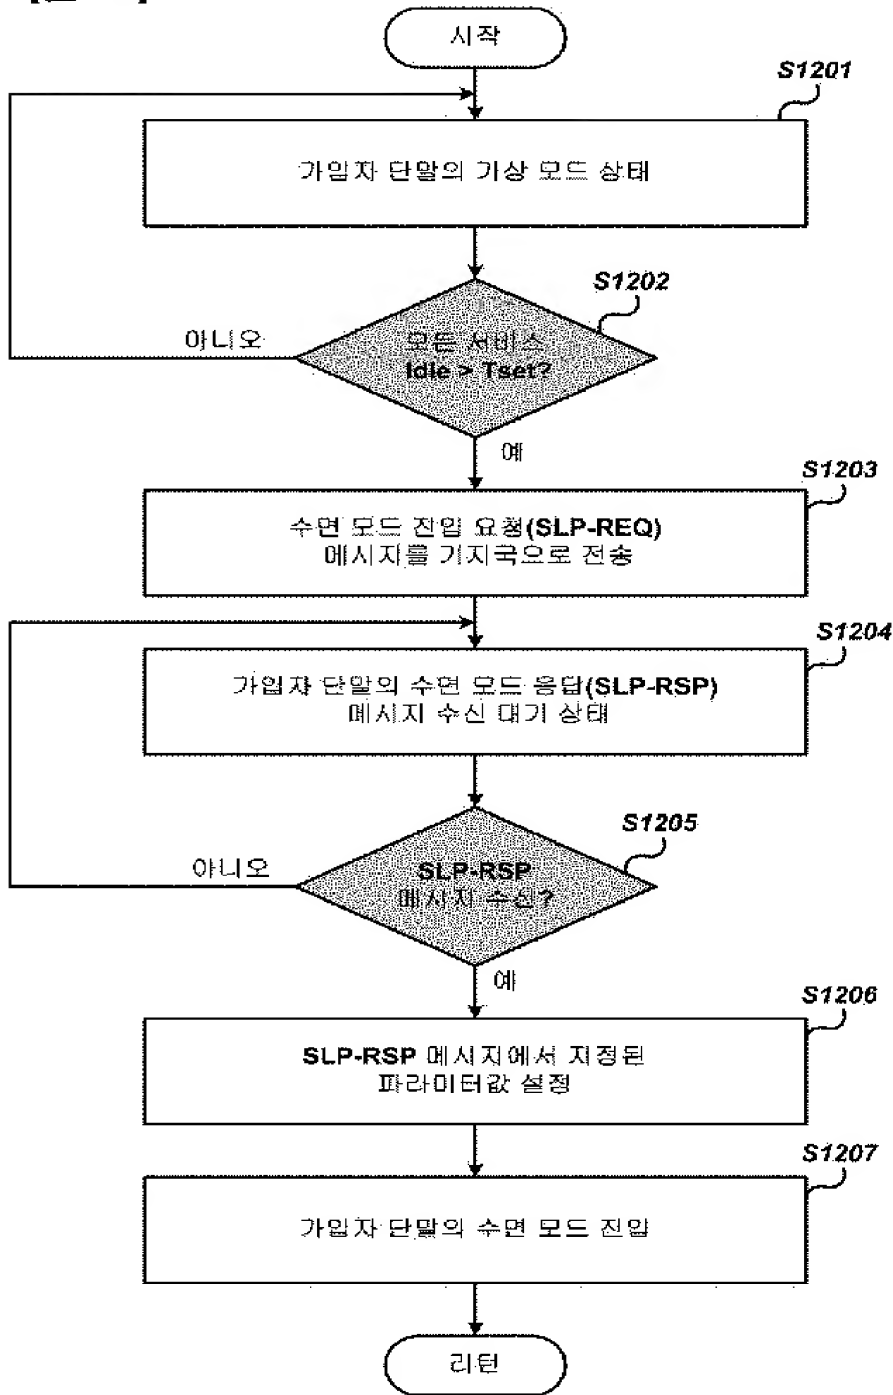 시작
S1201
가입자 단말의 기상 모드 상태
S1202
모든 서비스
Idle > Tset?
아니오
예
S1203
수면 모드 진입 요청(SLP-REQ)
메시지를 기지국으로 전송
S1204
가입자 단말의 수면 모드 응답(SLP-RSP)
메시지 수신 대기 상태
S1205
SLP-RSP
메시지 수신?
아니오
예
S1206
SLP-RSP 메시지에서 지정된
파라미터값 설정
S1207
가입자 단말의 수면 모드 진입
리턴